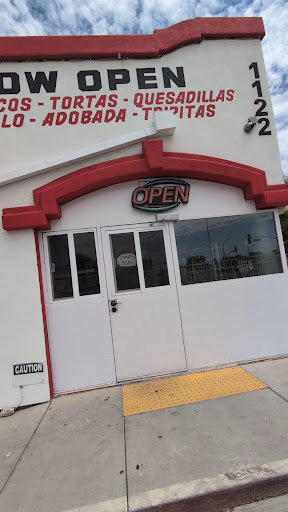 OW OPEN
COS - TORTAS - QUESADILLAS
LO - ADOBADA - TRIPITAS
1122
OPEN
CAUTION